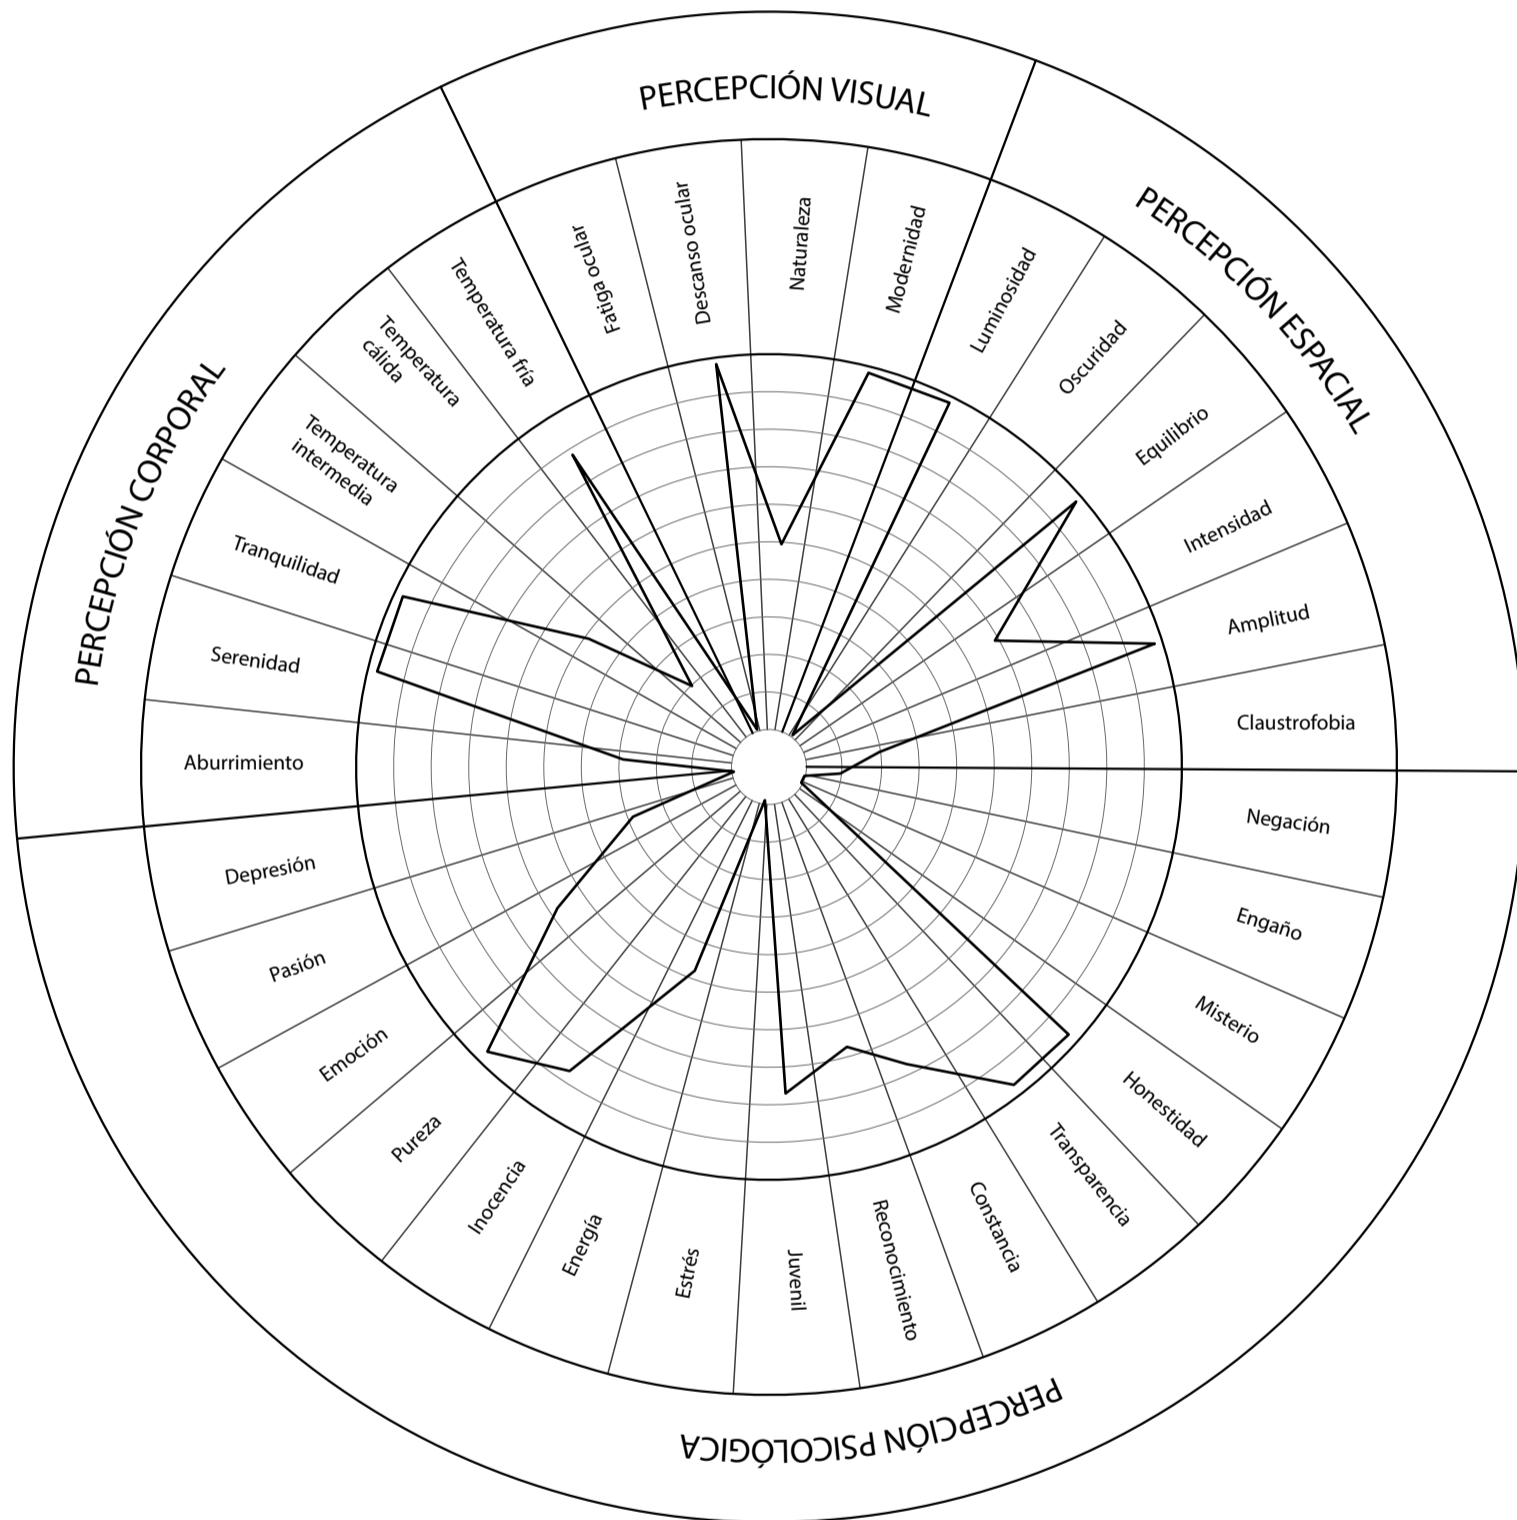 PERCEPCIÓN VISUAL
Fatiga ocular
Descanso ocular
Naturaleza
Modernidad
PERCEPCIÓN ESPACIAL
Luminosidad
Oscuridad
Equilibrio
Intensidad
Amplitud
Claustrofobia
PERCEPCIÓN PSICOLÓGICA
Negación
Engaño
Misterio
Honestidad
Transparencia
Constancia
Reconocimiento
Juvenil
Estrés
Energía
Inocencia
Pureza
Emoción
Pasión
Depresión
PERCEPCIÓN CORPORAL
Aburrimiento
Serenidad
Tranquilidad
Temperatura
intermedia
Temperatura
cálida
Temperatura fría